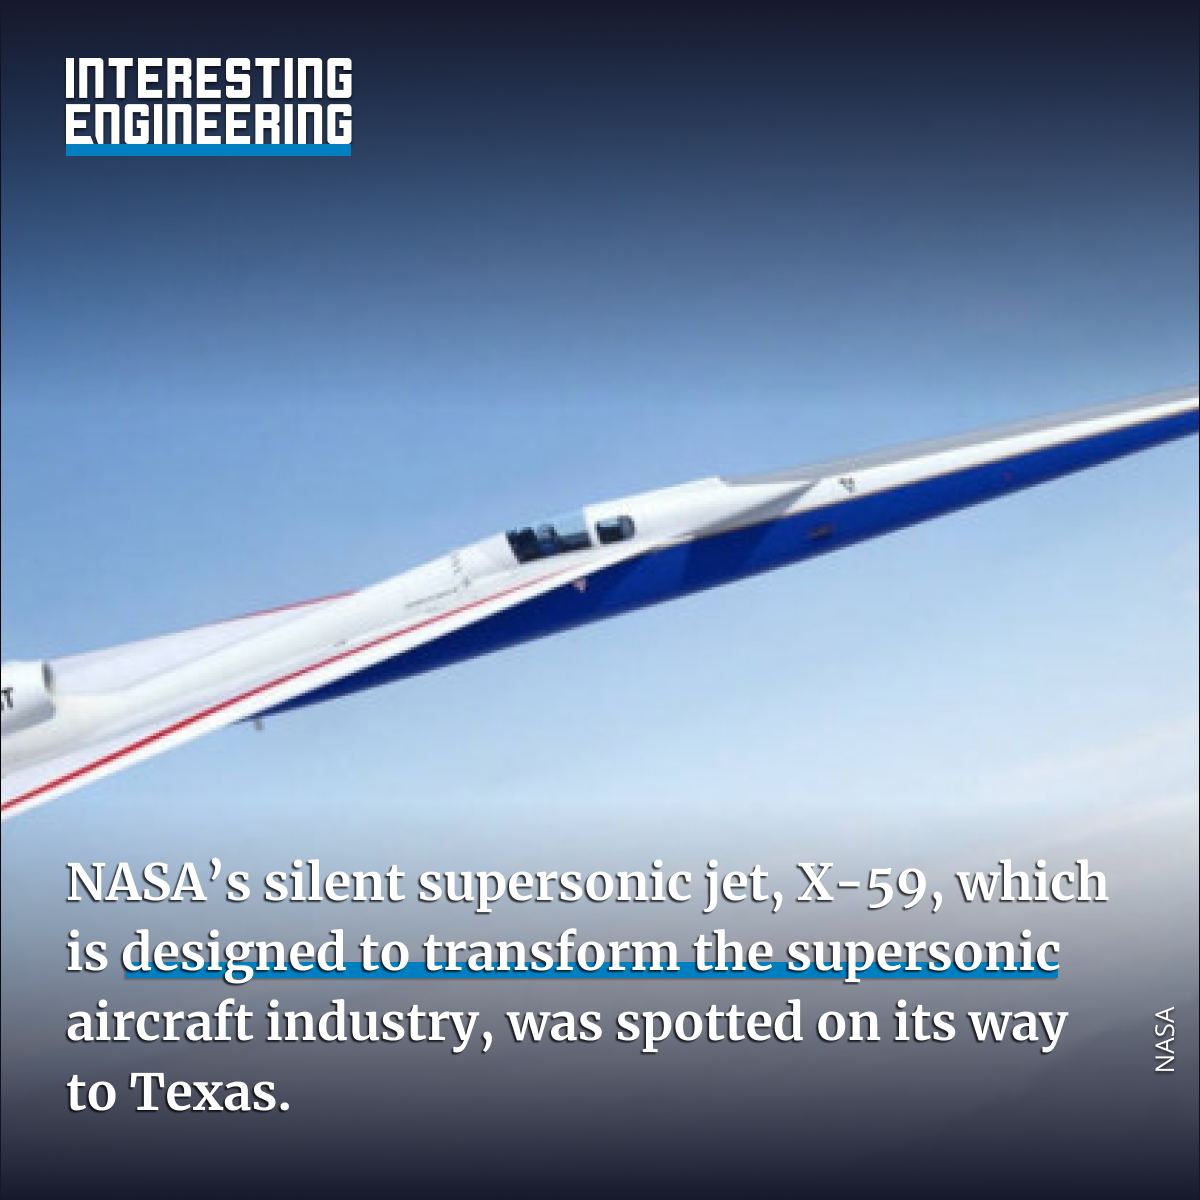 INTERESTING
ENGINEERING
NASA’s silent supersonic jet, X-59, which
is designed to transform the supersonic
aircraft industry, was spotted on its way
to Texas.
NASA